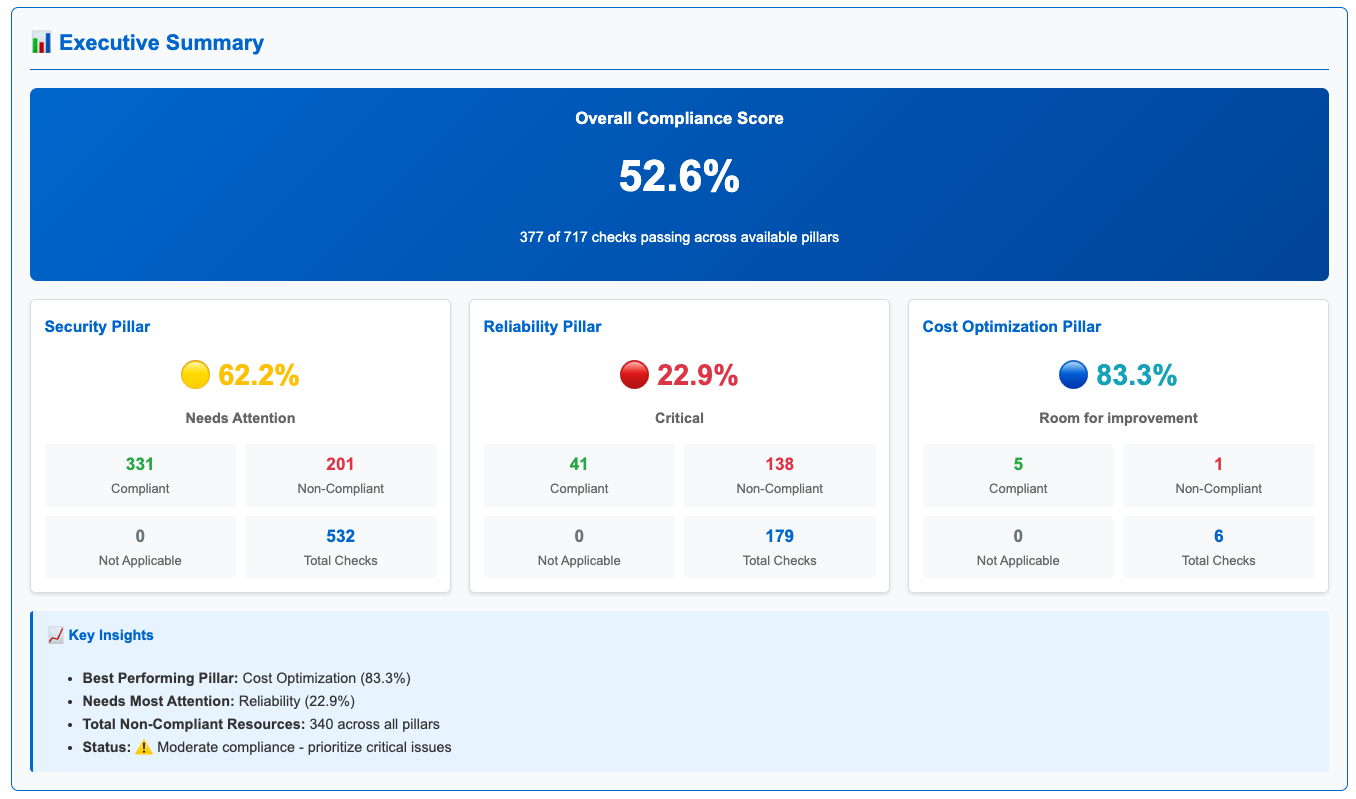 📊 Executive Summary
Overall Compliance Score
52.6%
377 of 717 checks passing across available pillars
Security Pillar
🟡 62.2%
Needs Attention
331
Compliant
201
Non-Compliant
0
Not Applicable
532
Total Checks
Reliability Pillar
🔴 22.9%
Critical
41
Compliant
138
Non-Compliant
0
Not Applicable
179
Total Checks
Cost Optimization Pillar
🔵 83.3%
Room for improvement
5
Compliant
1
Non-Compliant
0
Not Applicable
6
Total Checks
📈 Key Insights
• Best Performing Pillar: Cost Optimization (83.3%)
• Needs Most Attention: Reliability (22.9%)
• Total Non-Compliant Resources: 340 across all pillars
• Status: ⚠️ Moderate compliance - prioritize critical issues